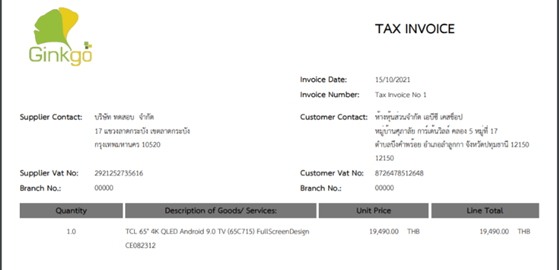 Ginkgo
TAX INVOICE
Invoice Date: 15/10/2021
Invoice Number: Tax Invoice No 1
Supplier Contact: บริษัท ทดสอบ จำกัด
17 แขวงลาดกระบัง เขตลาดกระบัง
กรุงเทพมหานคร 10520
Customer Contact: ห้างหุ้นส่วนจำกัด เอบีซี เคสช็อป
หมู่บ้านศุภาลัย การ์เด้นวิลล์ คลอง 5 หมู่ที่ 17
ตำบลบึงคำพร้อย อำเภอลำลูกกา จังหวัดปทุมธานี 12150
12150
Supplier Vat No: 2921252735616
Customer Vat No: 8726478512648
Branch No.: 00000
Branch No.: 00000
Quantity Description of Goods/ Services: Unit Price Line Total
1.0 TCL 65" 4K QLED Android 9.0 TV (65C715) FullScreenDesign 19,490.00 THB 19,490.00 THB
CE082312